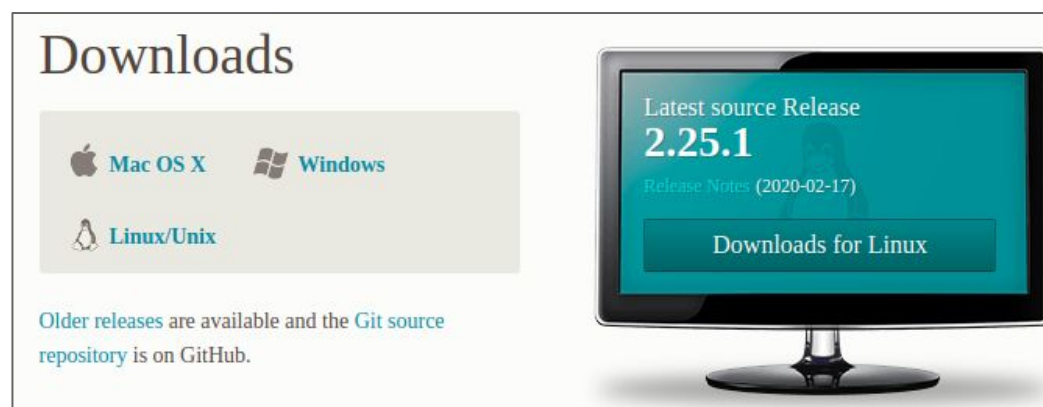 Downloads
Mac OS X
Windows
Linux/Unix
Older releases are available and the Git source
repository is on GitHub.
Latest source Release
2.25.1
Release Notes (2020-02-17)
Downloads for Linux